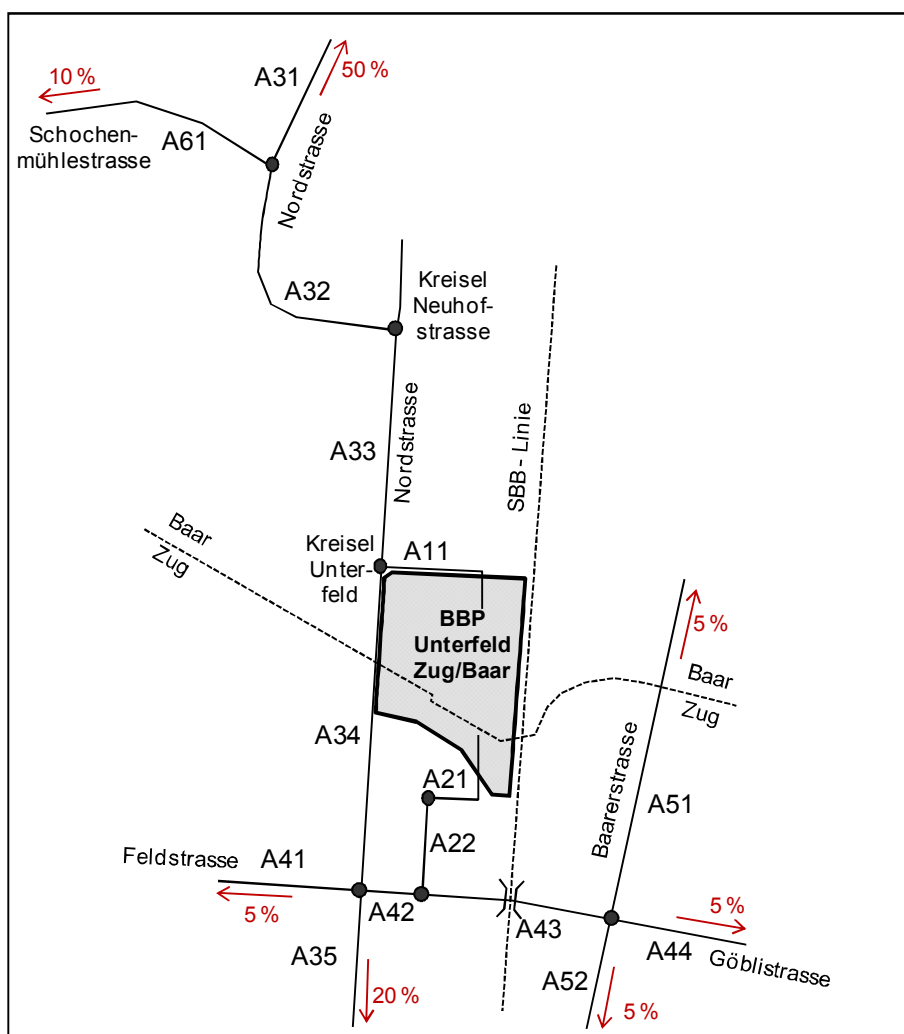 10 %
A31
50 %
Schochen-
mühlestrasse
A61
Nordstrasse
A32
Kreisel
Neuhof-
strasse
A33
Nordstrasse
SBB - Linie
Baar
Zug
Kreisel
Unter-
feld
A11
BBP
Unterfeld
Zug/Baar
5 %
Baar
Zug
A34
A21
A22
Baarerstrasse
A51
Feldstrasse
A41
5 %
A42
A43
5 %
A44
Göblistrasse
A35
20 %
A52
5 %